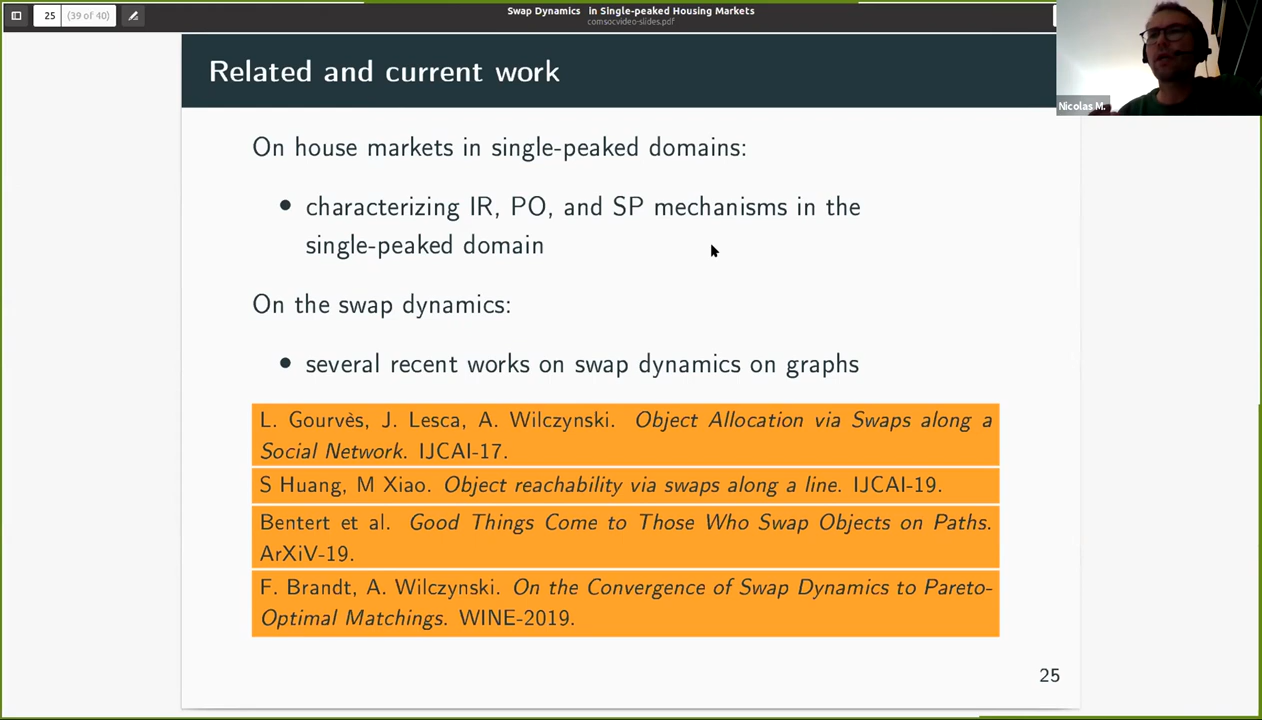 25 (39 of 40)
Swap Dynamics in Single-peaked Housing Markets
comsocvideo-slides.pdf
Related and current work
Nicolas M.
On house markets in single-peaked domains:
• characterizing IR, PO, and SP mechanisms in the
single-peaked domain
On the swap dynamics:
• several recent works on swap dynamics on graphs
L. Gourvès, J. Lesca, A. Wilczynski. Object Allocation via Swaps along a
Social Network. IJCAI-17.
S Huang, M Xiao. Object reachability via swaps along a line. IJCAI-19.
Bentert et al. Good Things Come to Those Who Swap Objects on Paths.
ArXiV-19.
F. Brandt, A. Wilczynski. On the Convergence of Swap Dynamics to Pareto-
Optimal Matchings. WINE-2019.
25